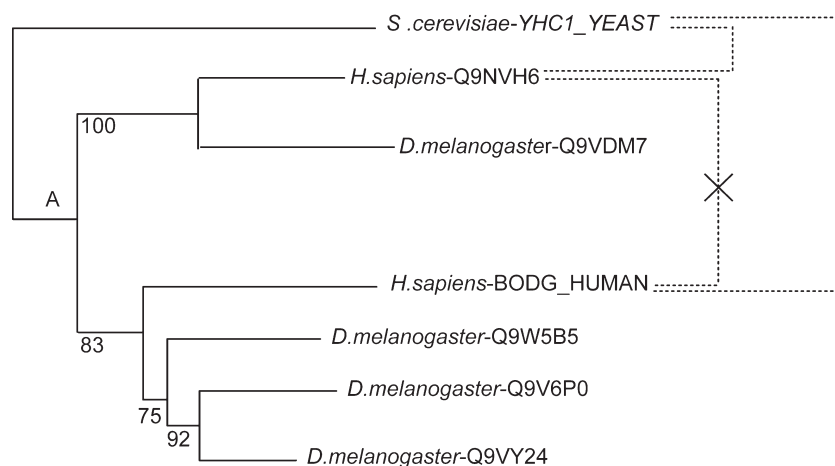 S .cerevisiae-YHC1_YEAST
H.sapiens-Q9NVH6
100
D.melanogaster-Q9VDM7
A
H.sapiens-BODG_HUMAN
83
D.melanogaster-Q9W5B5
D.melanogaster-Q9V6P0
75
92
D.melanogaster-Q9VY24